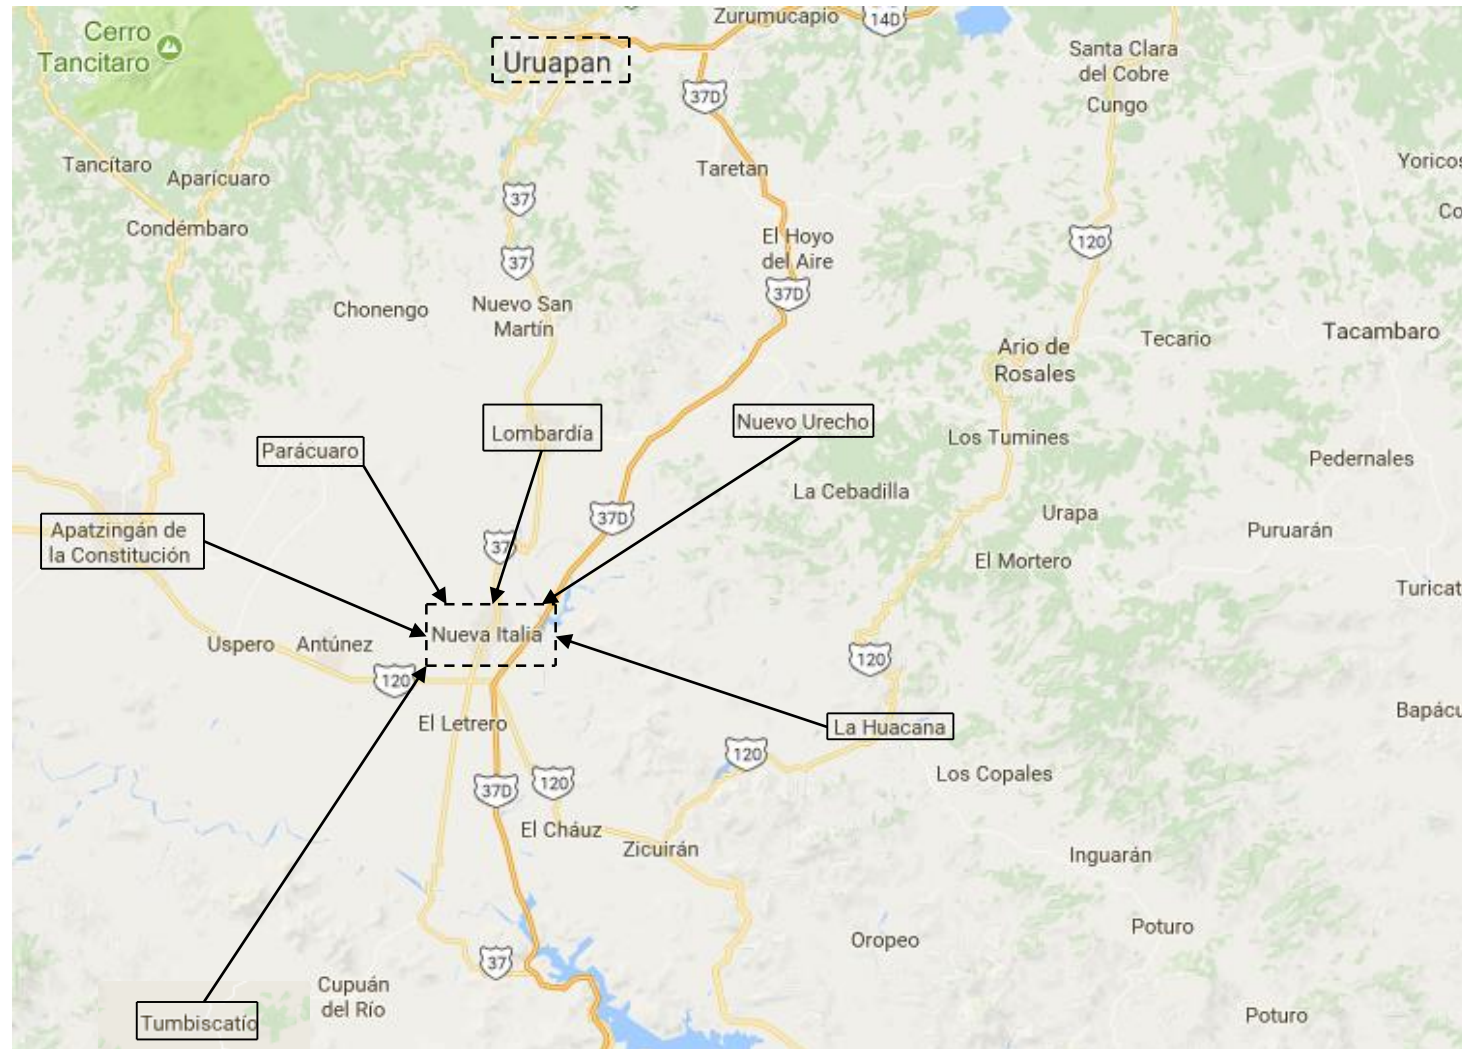 Zurumucapio
14D
Cerro
Tancitaro
Uruapan
Santa Clara
del Cobre
37D
Cungo
Tancítaro
Aparícuaro
Taretan
37
Condémbaro
El Hoyo
del Aire
120
37
37D
Chonengo
Nuevo San
Martín
Tecario
Tacambaro
Ario de
Rosales
Nuevo Urecho
Lombardía
Los Tumines
Parácuaro
Pedernales
La Cebadilla
Urapa
37D
Apatzingán de
la Constitución
Puruarán
37
El Mortero
Turicat
Nueva Italia
Uspero
Antúnez
120
120
Bapácu
El Letrero
La Huacana
120
Los Copales
120
37D
El Cháuz
Zicuirán
Inguarán
Poturo
Oropeo
37
Cupuán
del Río
Tumbiscatío
Poturo